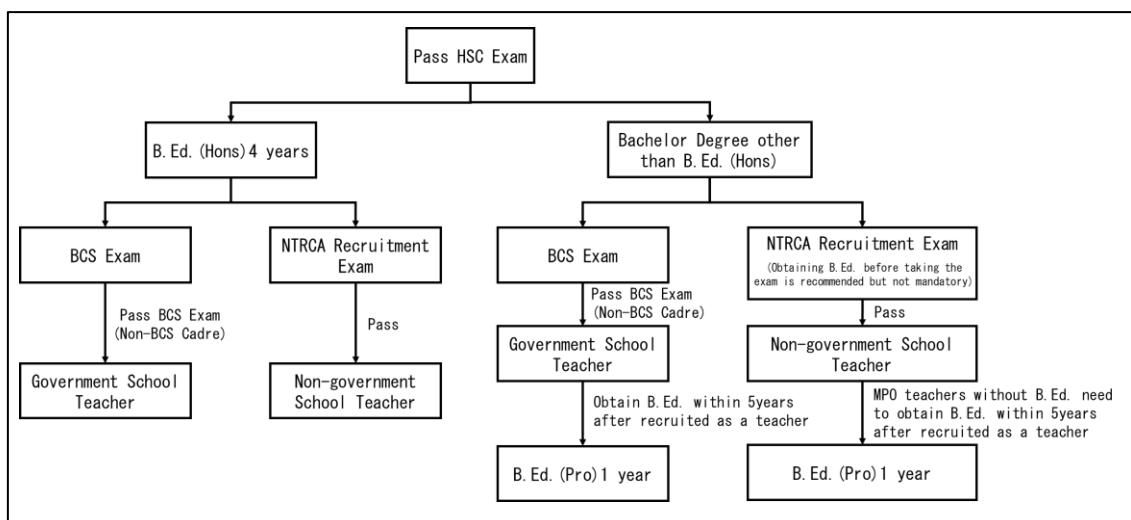 Pass HSC Exam
B.Ed.(Hons)4 years
Bachelor Degree other
than B.Ed.(Hons)
BCS Exam
NTRCA Recruitment
Exam
BCS Exam
NTRCA Recruitment Exam
(Obtaining B.Ed. before taking the
exam is recommended but not mandatory)
Pass BCS Exam
(Non-BCS Cadre)
Pass
Pass BCS Exam
(Non-BCS Cadre)
Pass
Government School
Teacher
Non-government
School Teacher
Government School
Teacher
Non-government School
Teacher
Obtain B.Ed. within 5years
after recruited as a teacher
MPO teachers without B.Ed. need
to obtain B.Ed. within 5years
after recruited as a teacher
B.Ed.(Pro)1 year
B.Ed.(Pro)1 year